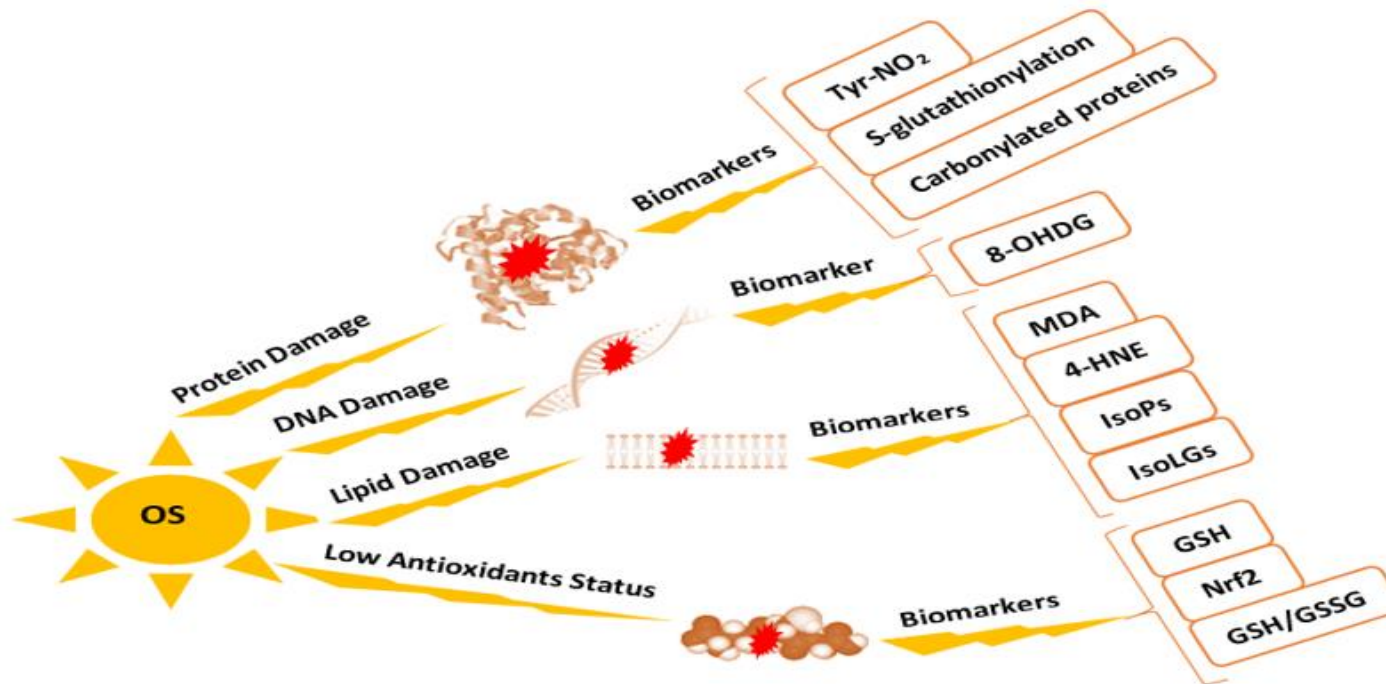 Tyr-NO₂
S-glutathionylation
Carbonylated proteins
Biomarkers
Protein Damage
8-OHDG
Biomarker
DNA Damage
MDA
4-HNE
IsoPs
IsoLGs
Biomarkers
Lipid Damage
OS
Low Antioxidants Status
Biomarkers
GSH
Nrf2
GSH/GSSG